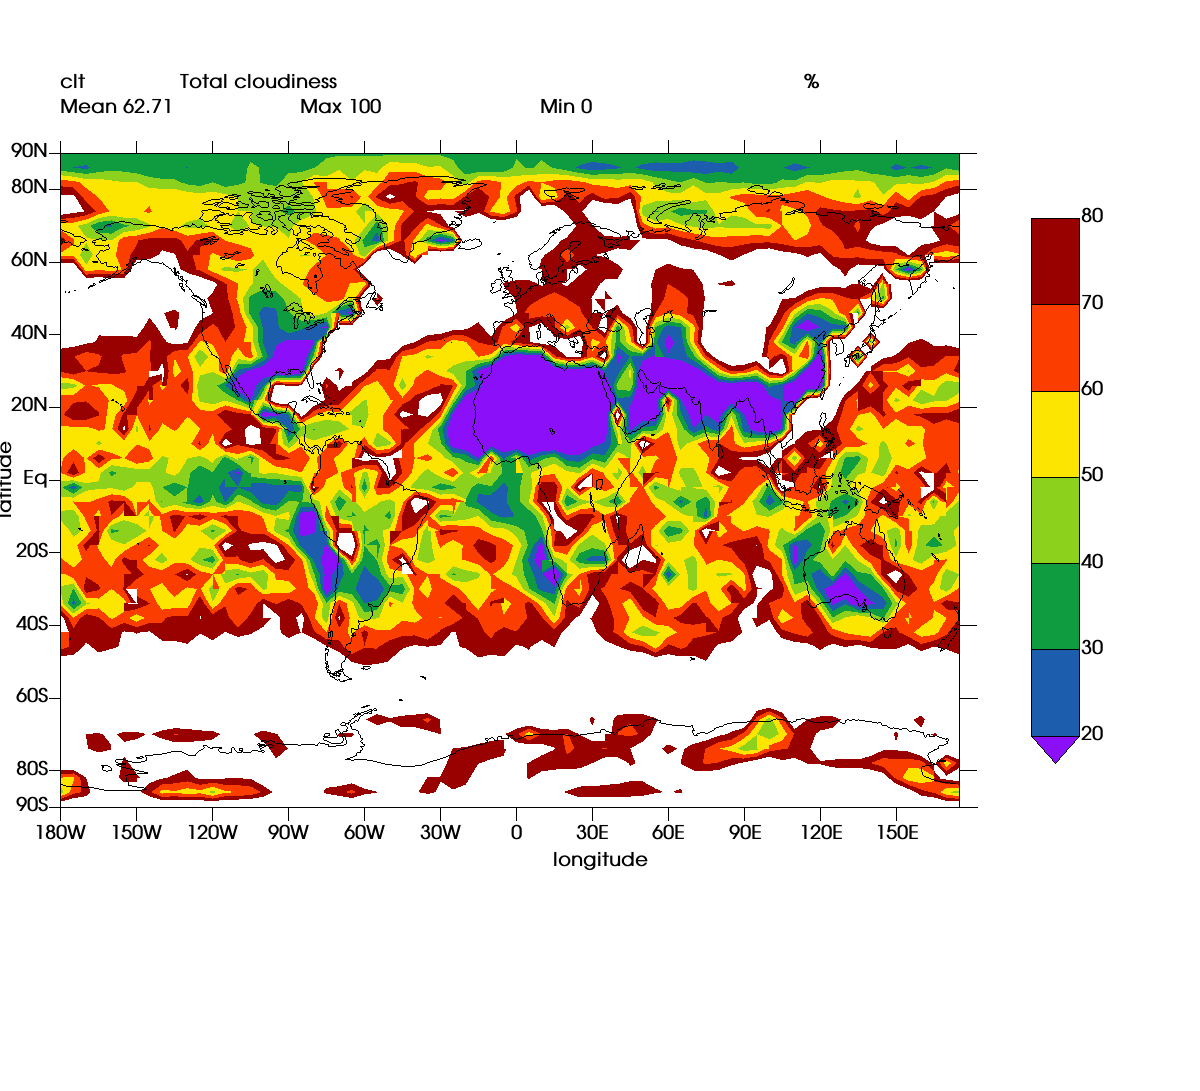 clt Total cloudiness %
Mean 62.71 Max 100 Min 0
90N
80N
60N
40N
20N
Eq
20S
40S
60S
80S
90S
latitude
180W 150W 120W 90W 60W 30W 0 30E 60E 90E 120E 150E
longitude
80
70
60
50
40
30
20